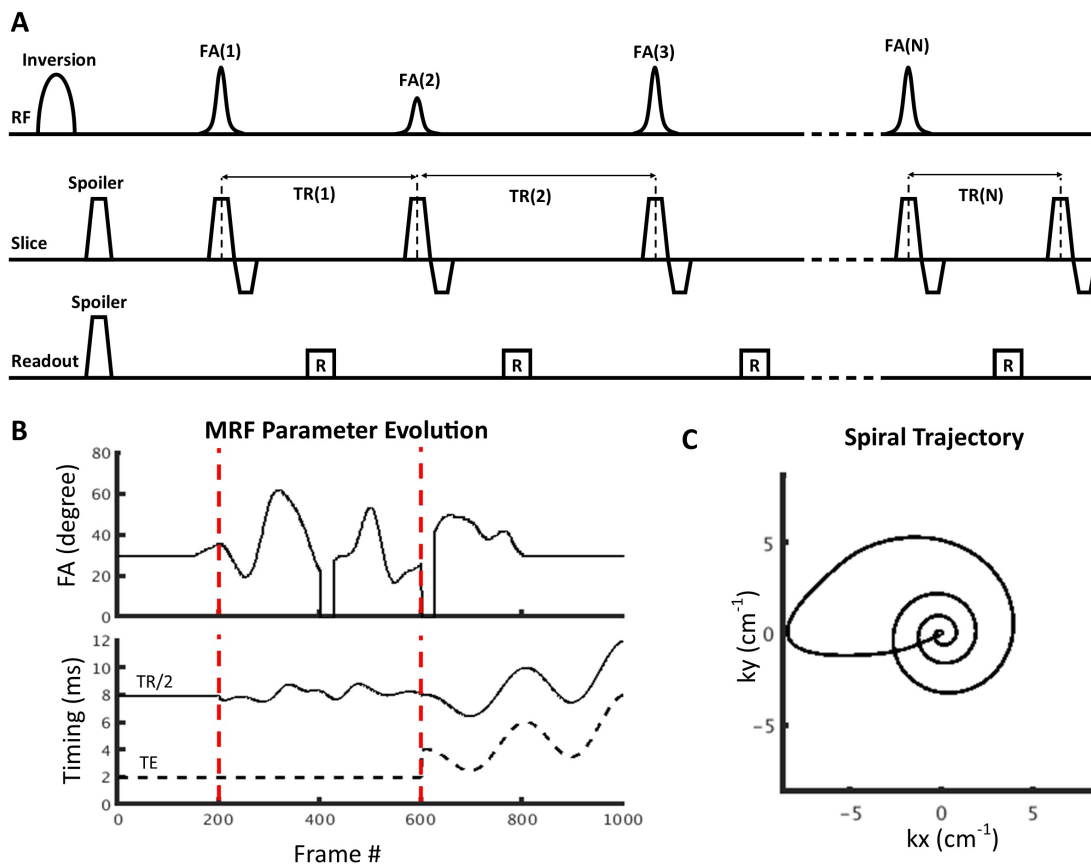 A
Inversion
FA(1)
FA(2)
FA(3)
FA(N)
RF
Spoiler
TR(1)
TR(2)
TR(N)
Slice
Spoiler
Readout
R
R
R
R
B
MRF Parameter Evolution
FA (degree)
80
60
40
20
0
Timing (ms)
12
10
8
6
4
2
0
TR/2
TE
0
200
400
600
800
1000
Frame #
C
Spiral Trajectory
ky (cm⁻¹)
5
0
−5
−5
0
5
kx (cm⁻¹)